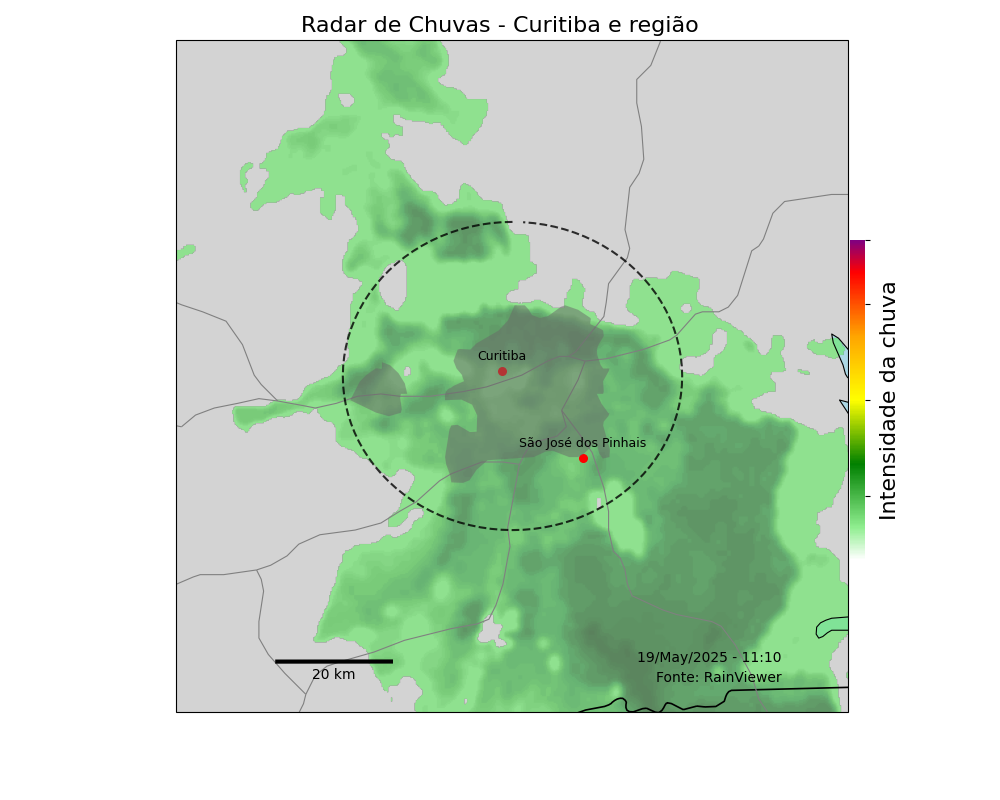 Radar de Chuvas - Curitiba e região
Curitiba
São José dos Pinhais
Intensidade da chuva
19/May/2025 - 11:10
Fonte: RainViewer
20 km